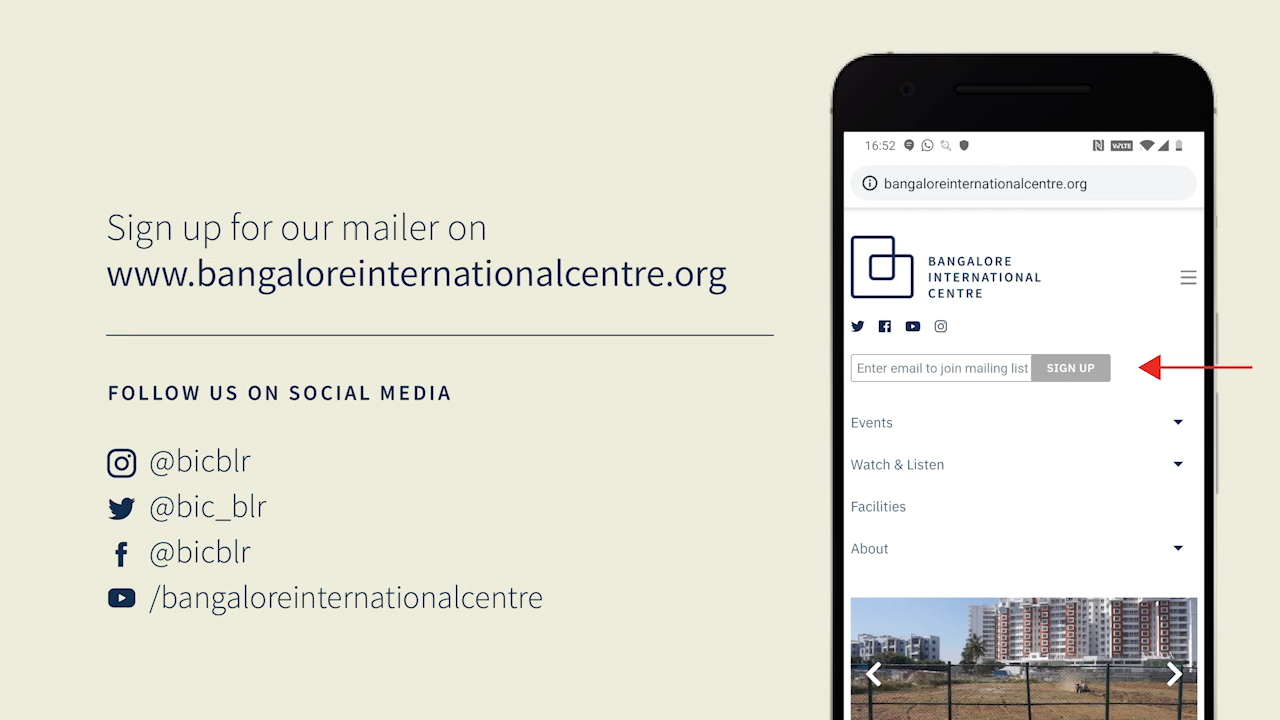 Sign up for our mailer on
www.bangaloreinternationalcentre.org
FOLLOW US ON SOCIAL MEDIA
@bicblr
@bic_blr
@bicblr
/bangaloreinternationalcentre
16:52
VoLTE
bangaloreinternationalcentre.org
BANGALORE
INTERNATIONAL
CENTRE
Enter email to join mailing list SIGN UP
Events
Watch & Listen
Facilities
About